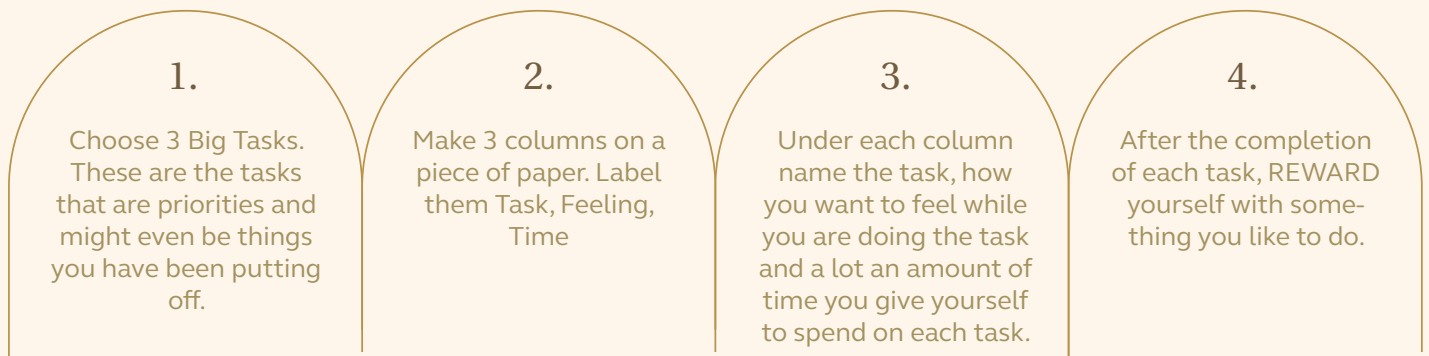 1.
Choose 3 Big Tasks.
These are the tasks
that are priorities and
might even be things
you have been putting
off.
2.
Make 3 columns on a
piece of paper. Label
them Task, Feeling,
Time
3.
Under each column
name the task, how
you want to feel while
you are doing the task
and a lot an amount of
time you give yourself
to spend on each task.
4.
After the completion
of each task, REWARD
yourself with some-
thing you like to do.